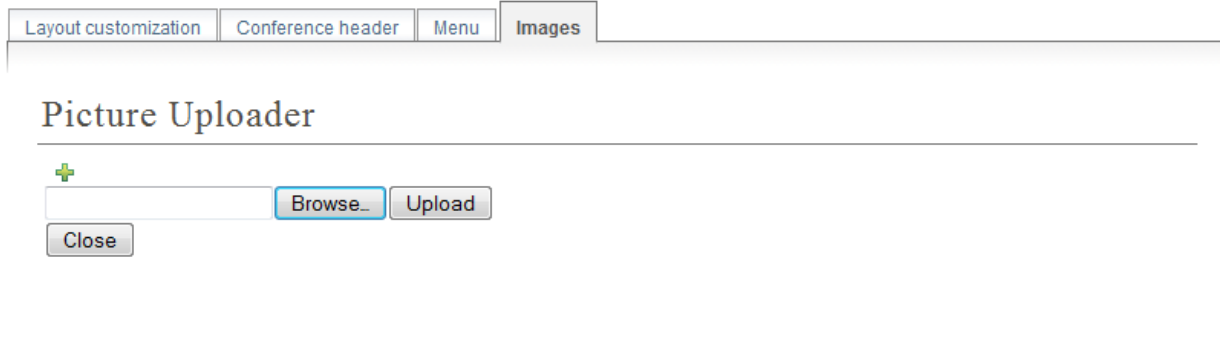 Layout customization Conference header Menu Images
Picture Uploader
Browse... Upload
Close